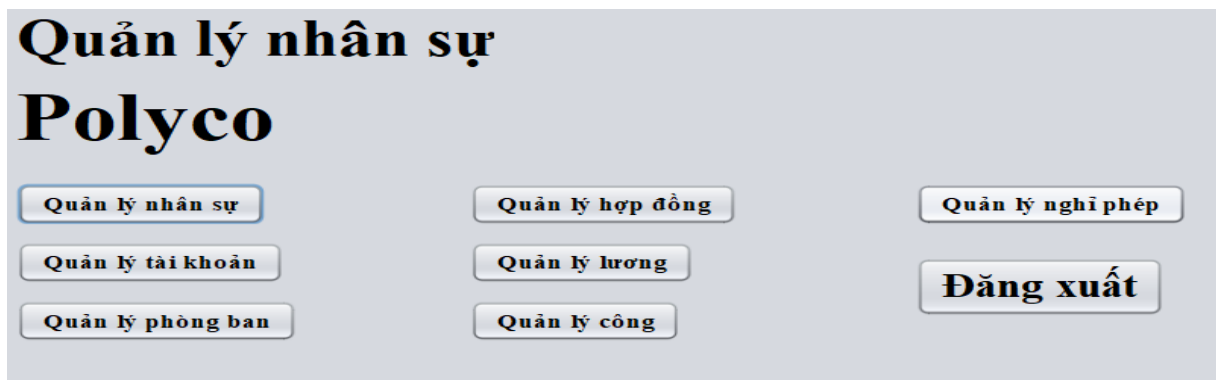 Quản lý nhân sự
Polyco
Quản lý nhân sự
Quản lý hợp đồng
Quản lý nghỉ phép
Quản lý tài khoản
Quản lý lương
Đăng xuất
Quản lý phòng ban
Quản lý công